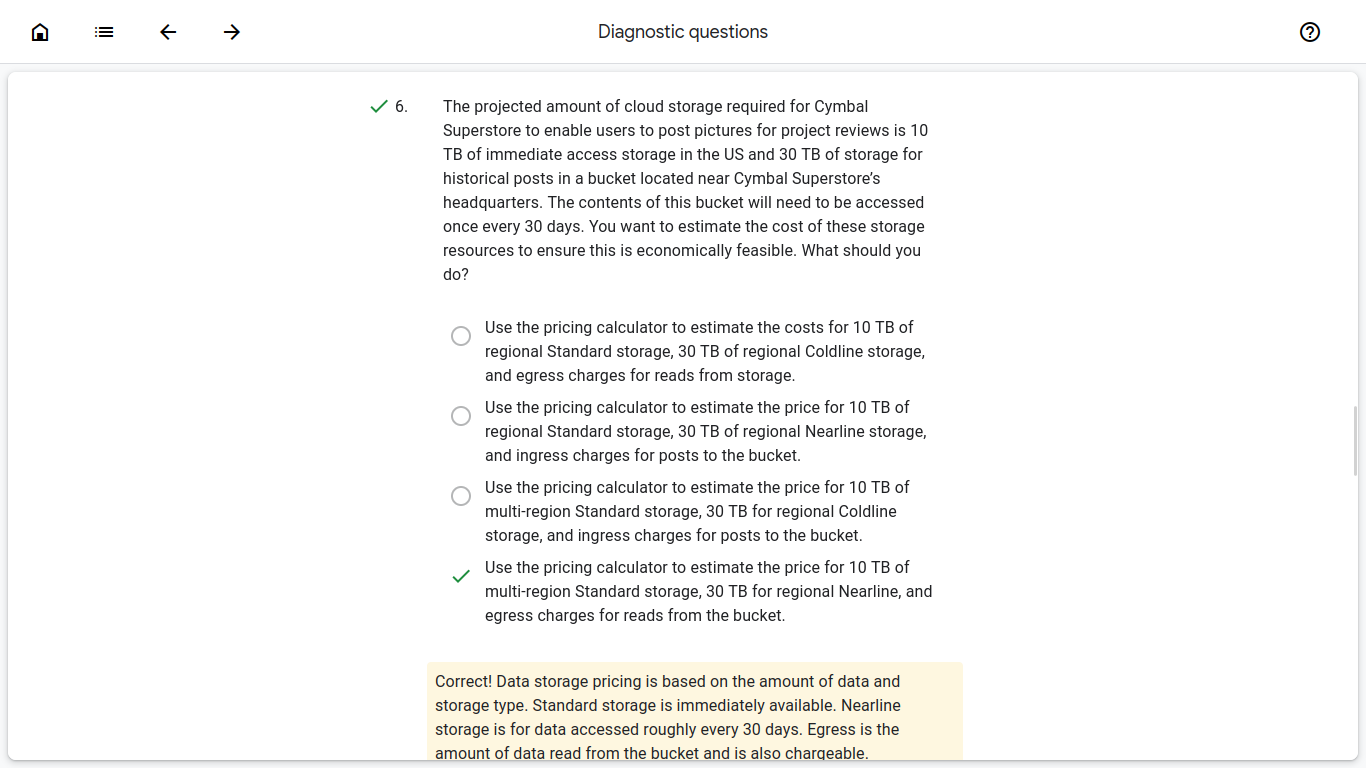 Diagnostic questions
6.
The projected amount of cloud storage required for Cymbal
Superstore to enable users to post pictures for project reviews is 10
TB of immediate access storage in the US and 30 TB of storage for
historical posts in a bucket located near Cymbal Superstore’s
headquarters. The contents of this bucket will need to be accessed
once every 30 days. You want to estimate the cost of these storage
resources to ensure this is economically feasible. What should you
do?
Use the pricing calculator to estimate the costs for 10 TB of
regional Standard storage, 30 TB of regional Coldline storage,
and egress charges for reads from storage.
Use the pricing calculator to estimate the price for 10 TB of
regional Standard storage, 30 TB of regional Nearline storage,
and ingress charges for posts to the bucket.
Use the pricing calculator to estimate the price for 10 TB of
multi-region Standard storage, 30 TB for regional Coldline
storage, and ingress charges for posts to the bucket.
Use the pricing calculator to estimate the price for 10 TB of
multi-region Standard storage, 30 TB for regional Nearline, and
egress charges for reads from the bucket.
Correct! Data storage pricing is based on the amount of data and
storage type. Standard storage is immediately available. Nearline
storage is for data accessed roughly every 30 days. Egress is the
amount of data read from the bucket and is also chargeable.